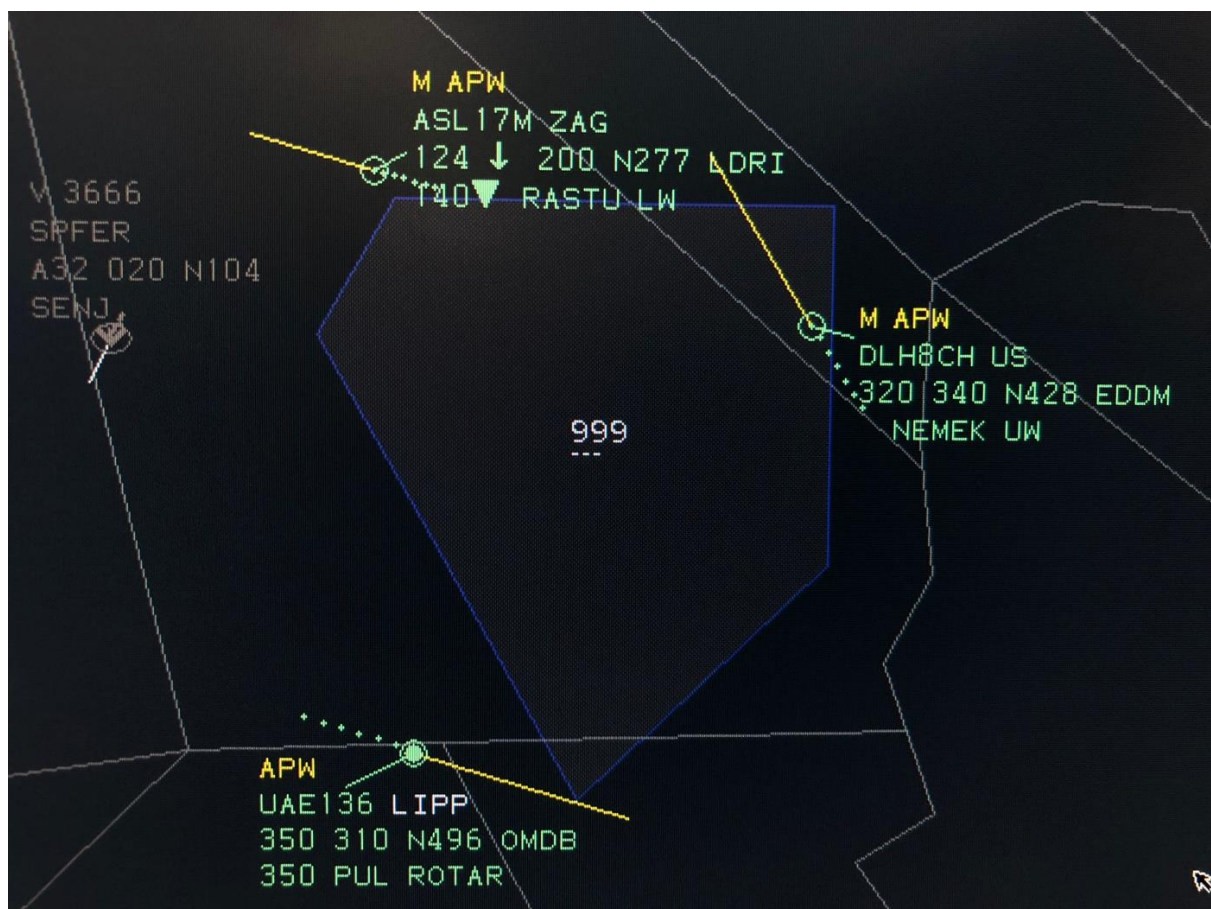 M APW
ASL17M ZAG
124 ↓ 200 N277 LDRI
140▼ RASTU LW
V 3666
SPFER
A32 020 N104
SENJ
M APW
DLH8CH US
320 340 N428 EDDM
NEMEK UW
999
APW
UAE136 LIPP
350 310 N496 OMDB
350 PUL ROTAR